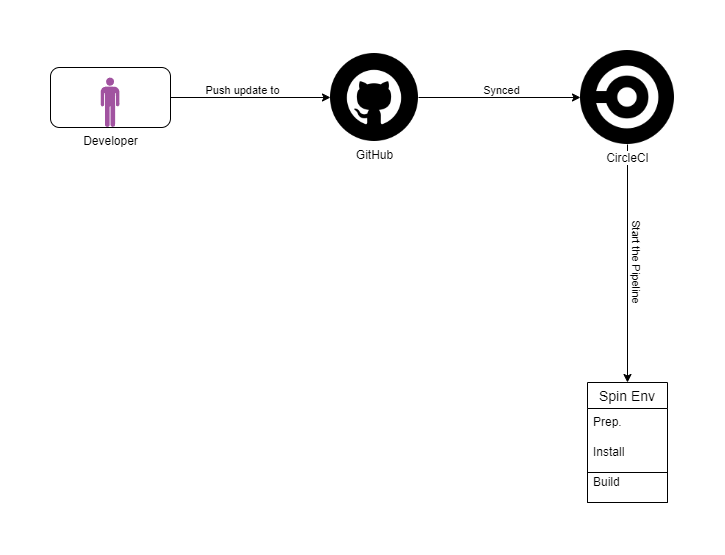 Push update to
Synced
Developer
GitHub
CircleCI
Start the Pipeline
Spin Env
Prep.
Install
Build